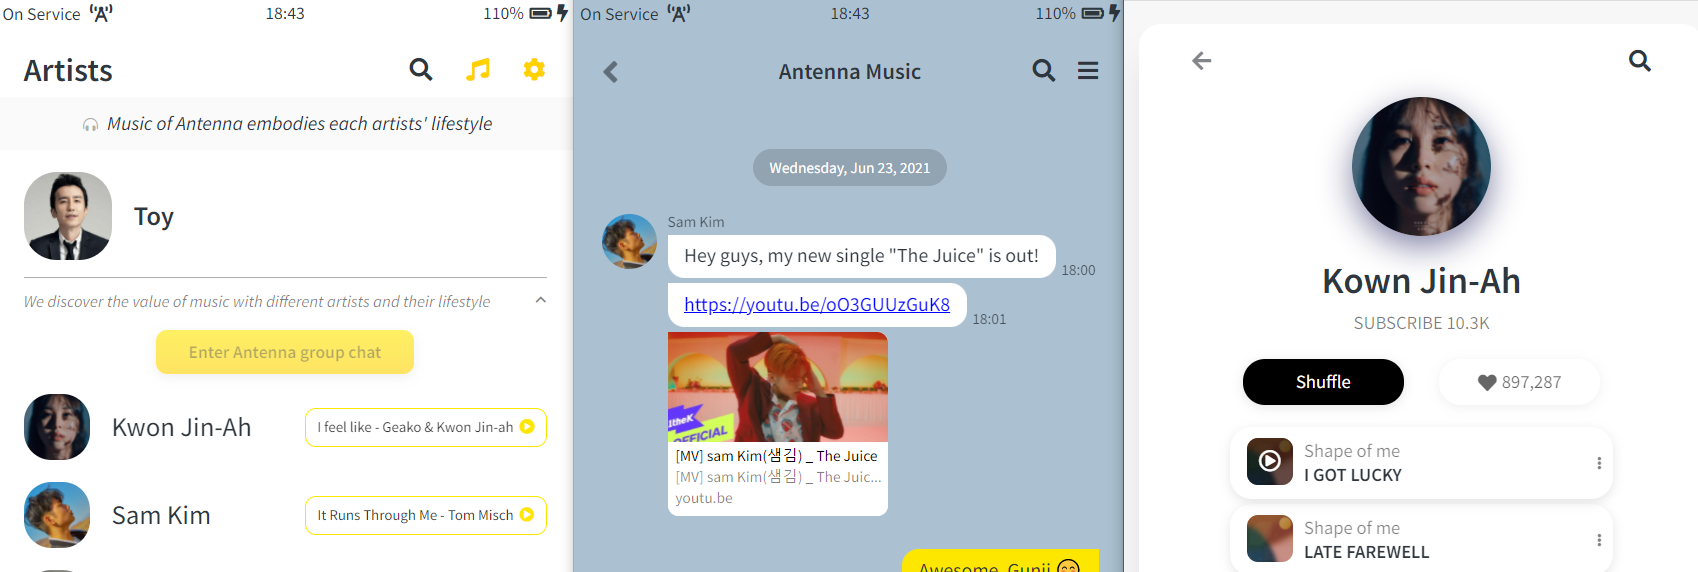 On Service 18:43 110%
Artists
Music of Antenna embodies each artists' lifestyle
Toy
We discover the value of music with different artists and their lifestyle
Enter Antenna group chat
Kwon Jin-Ah
I feel like - Geako & Kwon Jin-ah
Sam Kim
It Runs Through Me - Tom Misch
On Service 18:43 110%
Antenna Music
Wednesday, Jun 23, 2021
Sam Kim
Hey guys, my new single "The Juice" is out!
18:00
https://youtu.be/oO3GUUzGuK8
18:01
1theK
OFFICIAL
[MV] sam Kim(샘김) _ The Juice
[MV] sam Kim(샘김) _ The Juic...
youtu.be
Awesome, Gunji
Kown Jin-Ah
SUBSCRIBE 10.3K
Shuffle
897,287
Shape of me
I GOT LUCKY
Shape of me
LATE FAREWELL